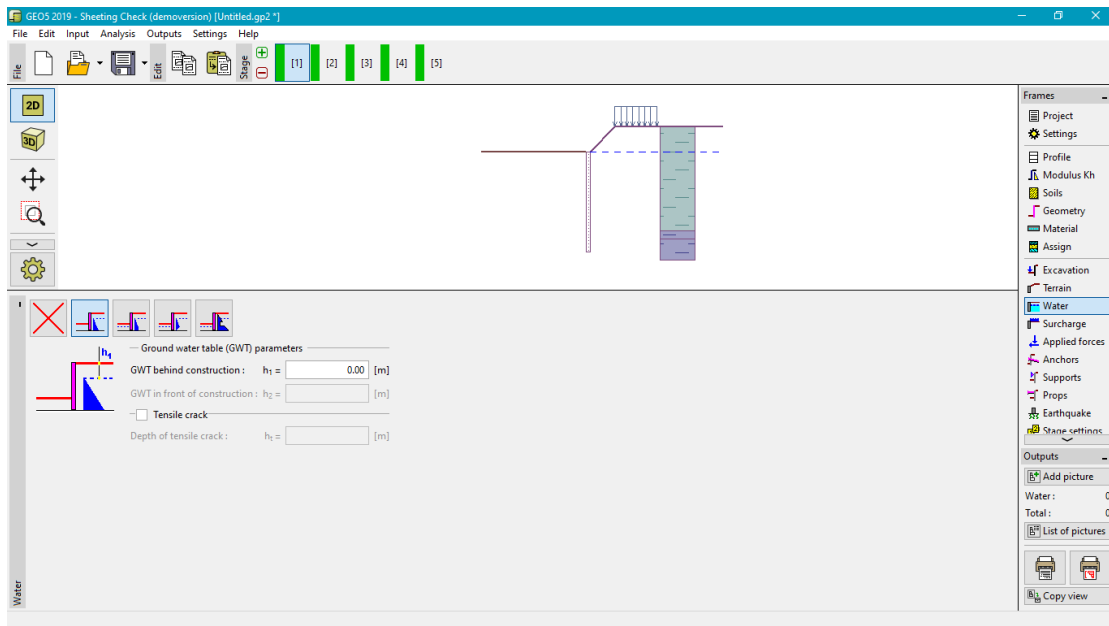 GEO5 2019 - Sheeting Check (demoversion) [Untitled.gp2 *]
File Edit Input Analysis Outputs Settings Help
File
Edit
Stage
[1] [2] [3] [4] [5]
2D
3D
h1
Ground water table (GWT) parameters
GWT behind construction : h1 = 0.00 [m]
GWT in front of construction : h2 = [m]
Tensile crack
Depth of tensile crack : ht = [m]
Water
Frames
Project
Settings
Profile
Modulus Kh
Soils
Geometry
Material
Assign
Excavation
Terrain
Water
Surcharge
Applied forces
Anchors
Supports
Props
Earthquake
Stage settings
Outputs
Add picture
Water : 0
Total : 0
List of pictures
Copy view